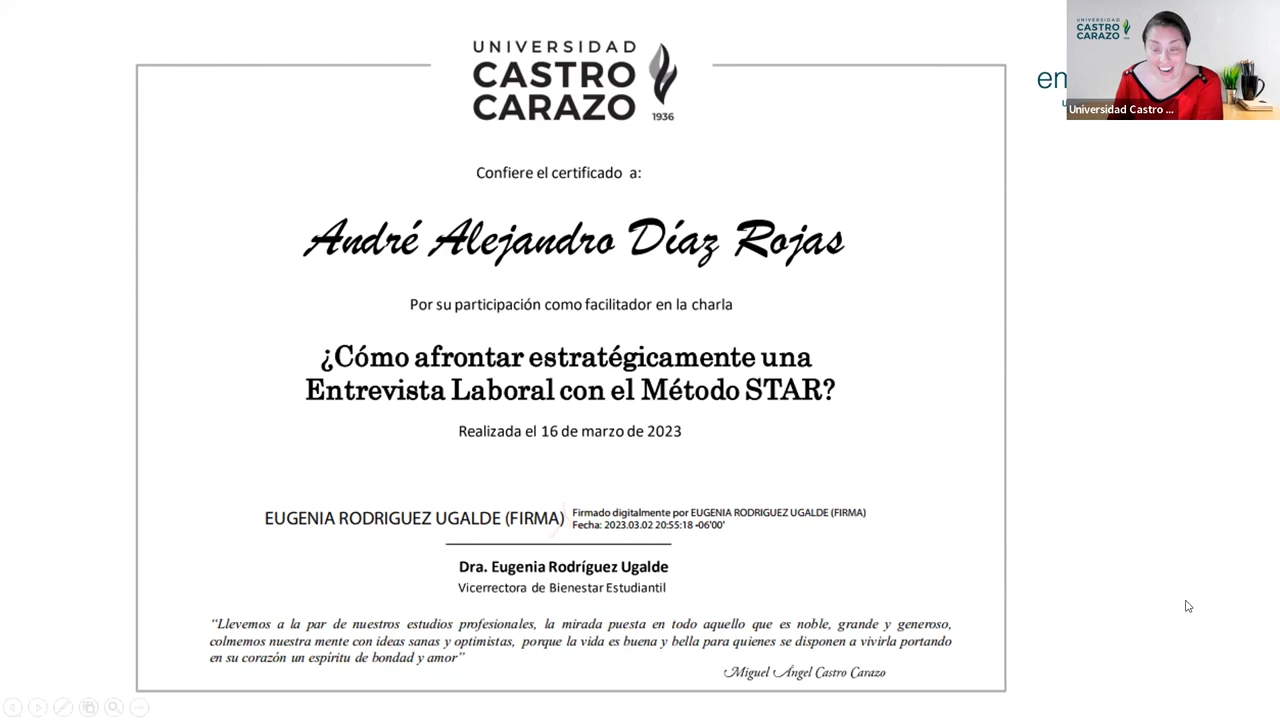 UNIVERSIDAD
CASTRO
CARAZO
1936
Confiere el certificado a:
André Alejandro Díaz Rojas
Por su participación como facilitador en la charla
¿Cómo afrontar estratégicamente una
Entrevista Laboral con el Método STAR?
Realizada el 16 de marzo de 2023
EUGENIA RODRIGUEZ UGALDE (FIRMA)
Firmado digitalmente por EUGENIA RODRIGUEZ UGALDE (FIRMA)
Fecha: 2023.03.02 20:55:18 -06'00'
Dra. Eugenia Rodríguez Ugalde
Vicerrectora de Bienestar Estudiantil
“Llevemos a la par de nuestros estudios profesionales, la mirada puesta en todo aquello que es noble, grande y generoso,
colmemos nuestra mente con ideas sanas y optimistas, porque la vida es buena y bella para quienes se disponen a vivirla portando
en su corazón un espíritu de bondad y amor”
Miguel Ángel Castro Carazo
UNIVERSIDAD
CASTRO
CARAZO
Universidad Castro ...